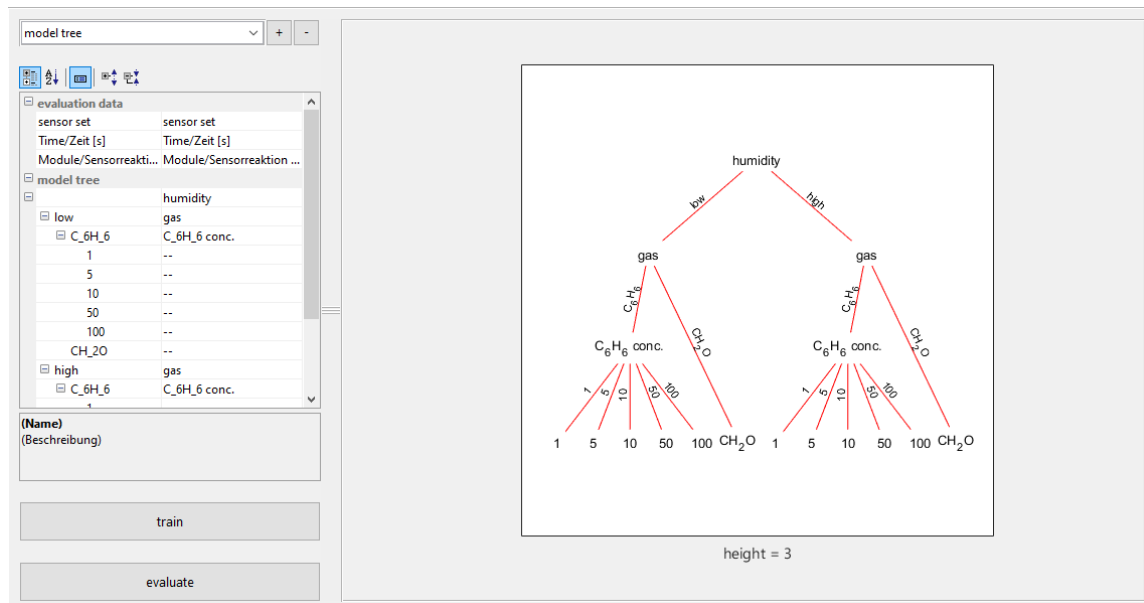 model tree + -
evaluation data
sensor set sensor set
Time/Zeit [s] Time/Zeit [s]
Module/Sensorreakti... Module/Sensorreaktion ...
model tree
humidity
low gas
C_6H_6 C_6H_6 conc.
1 --
5 --
10 --
50 --
100 --
CH_2O --
high gas
C_6H_6 C_6H_6 conc.
(Name)
(Beschreibung)
train
evaluate
humidity
low high
gas gas
C₆H₆ CH₂O C₆H₆ CH₂O
C₆H₆ conc. C₆H₆ conc.
1 5 10 50 100 1 5 10 50 100
1 5 10 50 100 CH₂O 1 5 10 50 100 CH₂O
height = 3